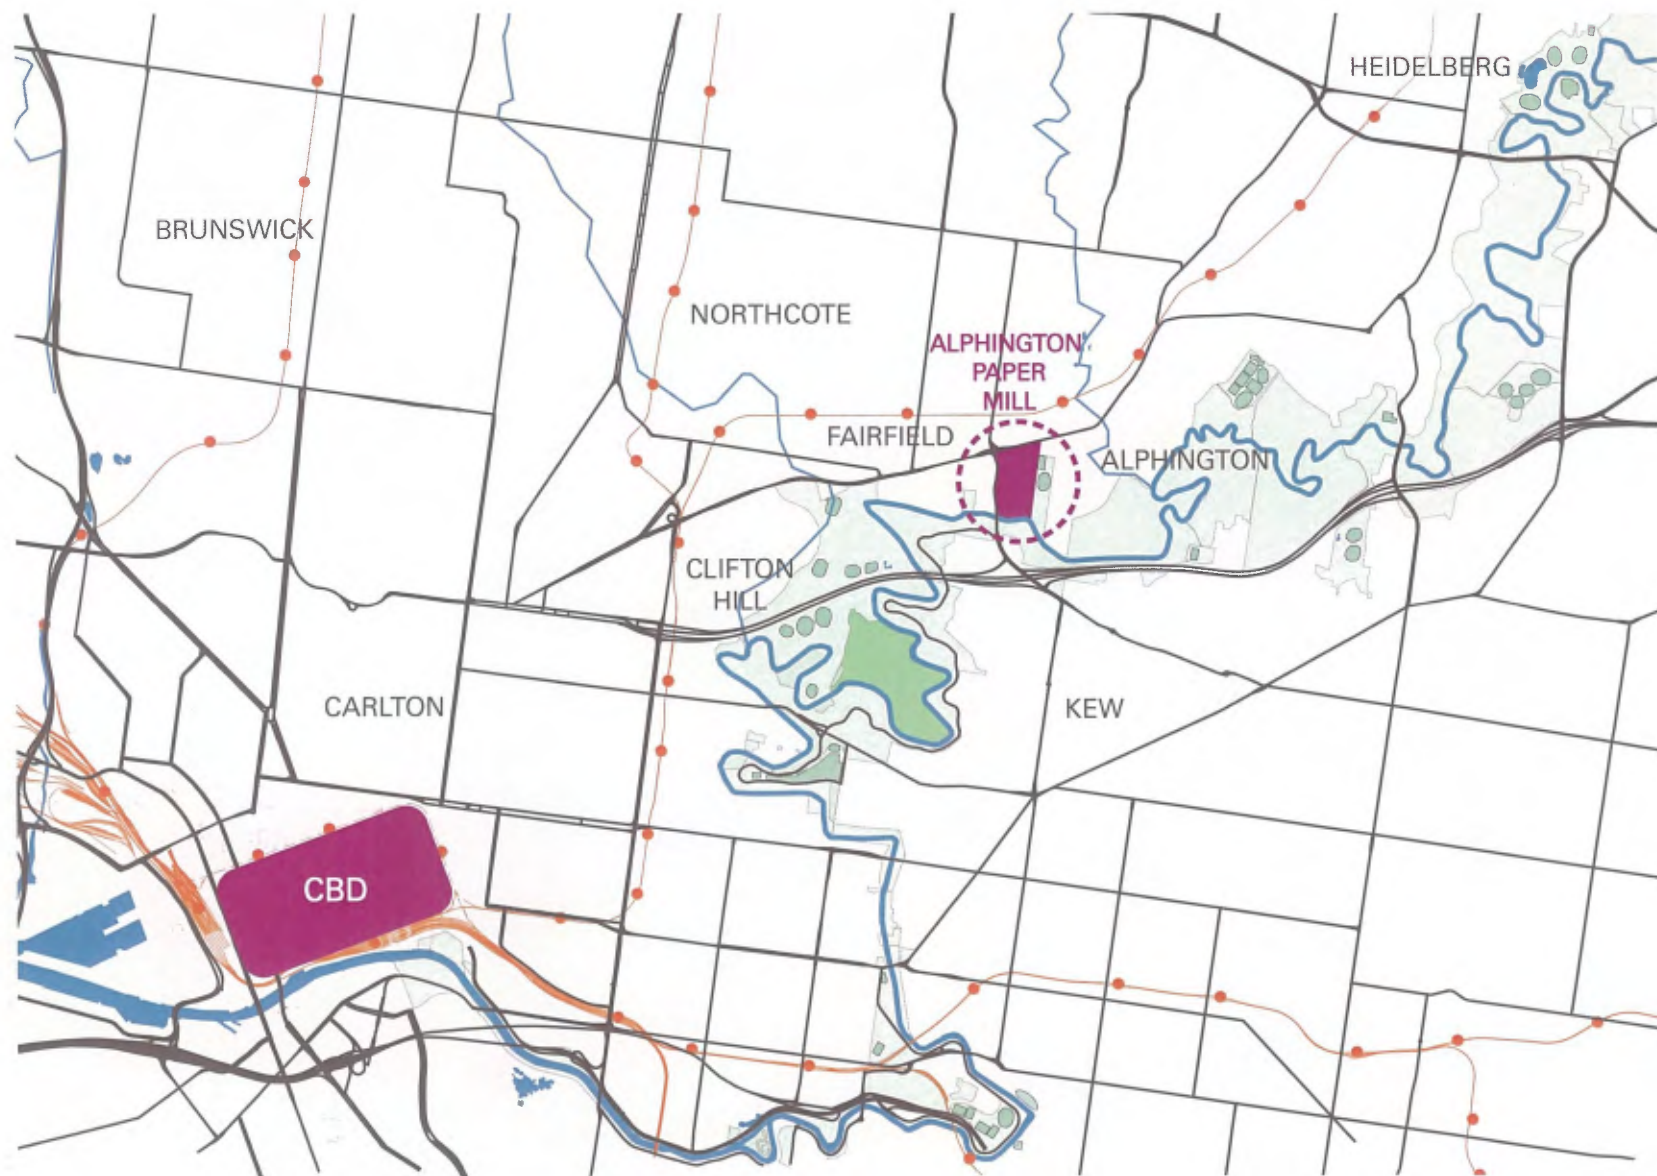 HEIDELBERG
BRUNSWICK
NORTHCOTE
ALPHINGTON
PAPER
MILL
FAIRFIELD
ALPHINGTON
CLIFTON
HILL
CARLTON
KEW
CBD